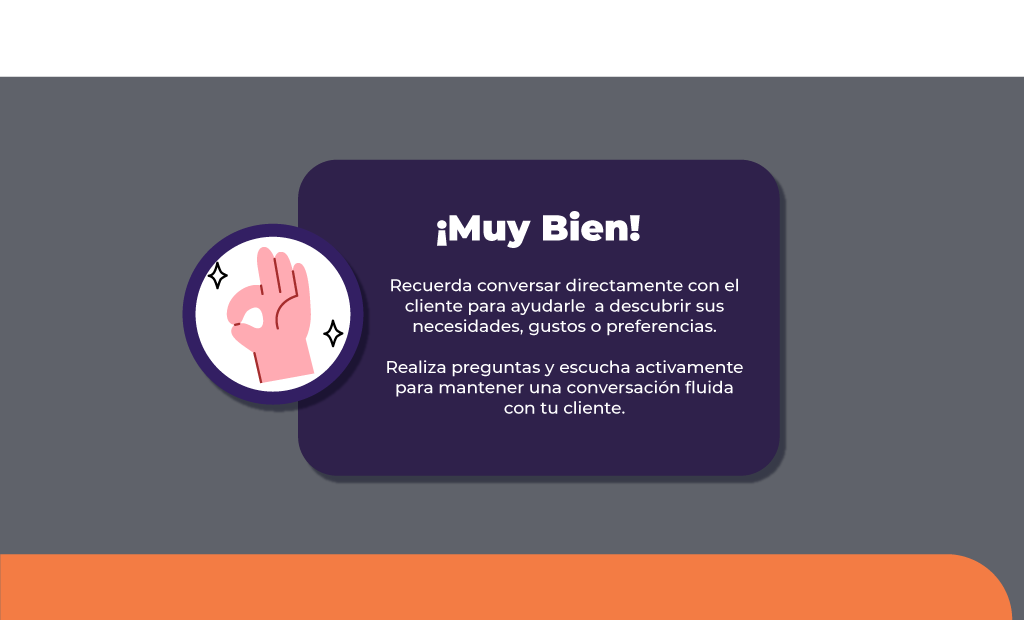 ¡Muy Bien!
Recuerda conversar directamente con el
cliente para ayudarle  a descubrir sus
necesidades, gustos o preferencias.
Realiza preguntas y escucha activamente
para mantener una conversación fluida
con tu cliente.